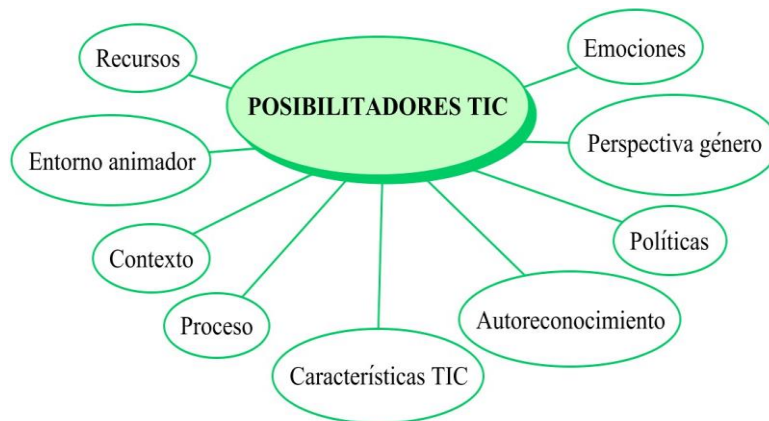 Recursos
Emociones
POSIBILITADORES TIC
Entorno animador
Perspectiva género
Contexto
Políticas
Proceso
Autoreconocimiento
Características TIC